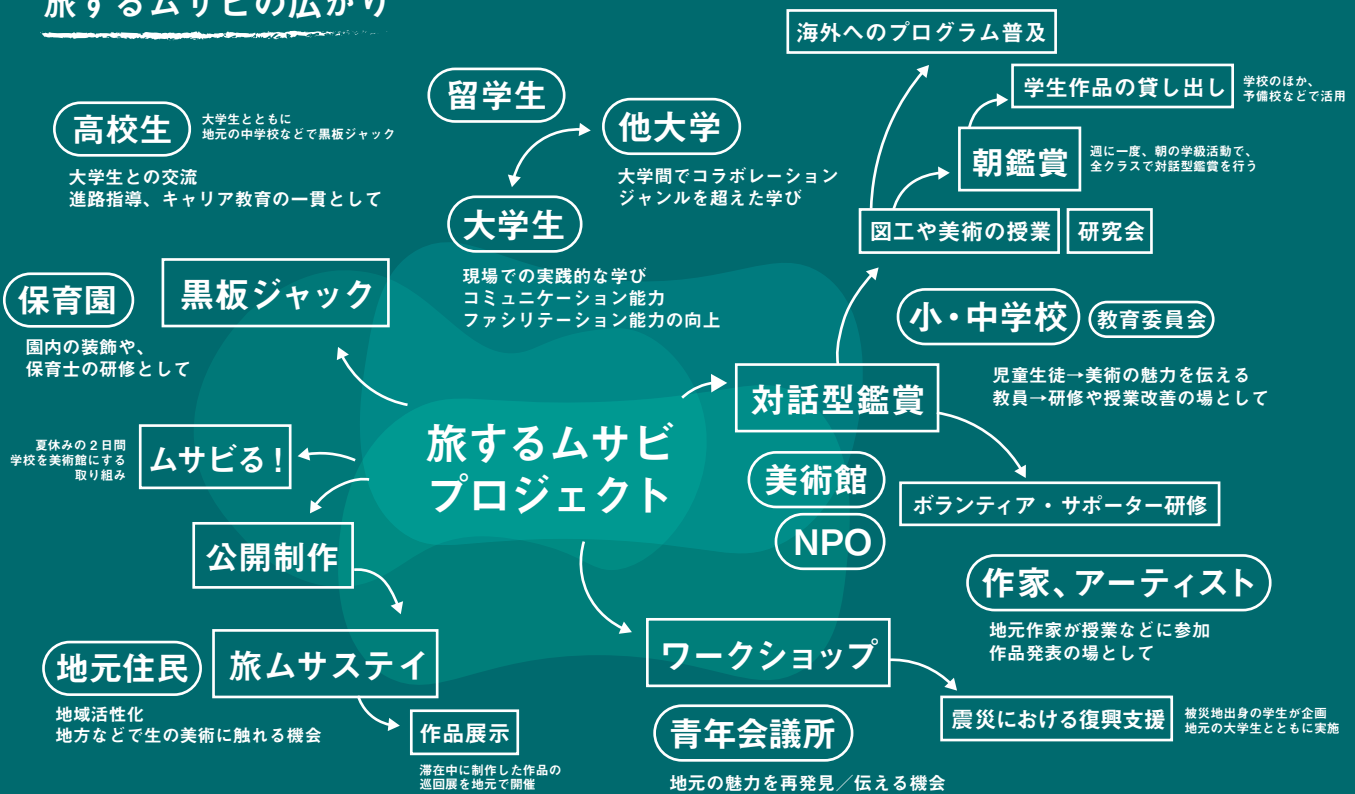 旅するムサビの広がり
海外へのプログラム普及
学生作品の貸し出し
学校のほか、
予備校などで活用
留学生
他大学
大学間でコラボレーション
ジャンルを超えた学び
高校生
大学生とともに
地元の中学校などで黒板ジャック
大学生との交流
進路指導、キャリア教育の一貫として
朝鑑賞
週に一度、朝の学級活動で、
全クラスで対話型鑑賞を行う
大学生
現場での実践的な学び
コミュニケーション能力
ファシリテーション能力の向上
図工や美術の授業
研究会
保育園
園内の装飾や、
保育士の研修として
黒板ジャック
小・中学校
教育委員会
児童生徒→美術の魅力を伝える
教員→研修や授業改善の場として
対話型鑑賞
旅するムサビ
プロジェクト
夏休みの2日間
学校を美術館にする
取り組み
ムサビる!
美術館
NPO
ボランティア・サポーター研修
公開制作
作家、アーティスト
地元作家が授業などに参加
作品発表の場として
地元住民
地域活性化
地方などで生の美術に触れる機会
旅ムサステイ
作品展示
滞在中に制作した作品の
巡回展を地元で開催
ワークショップ
青年会議所
地元の魅力を再発見/伝える機会
震災における復興支援
被災地出身の学生が企画
地元の大学生とともに実施